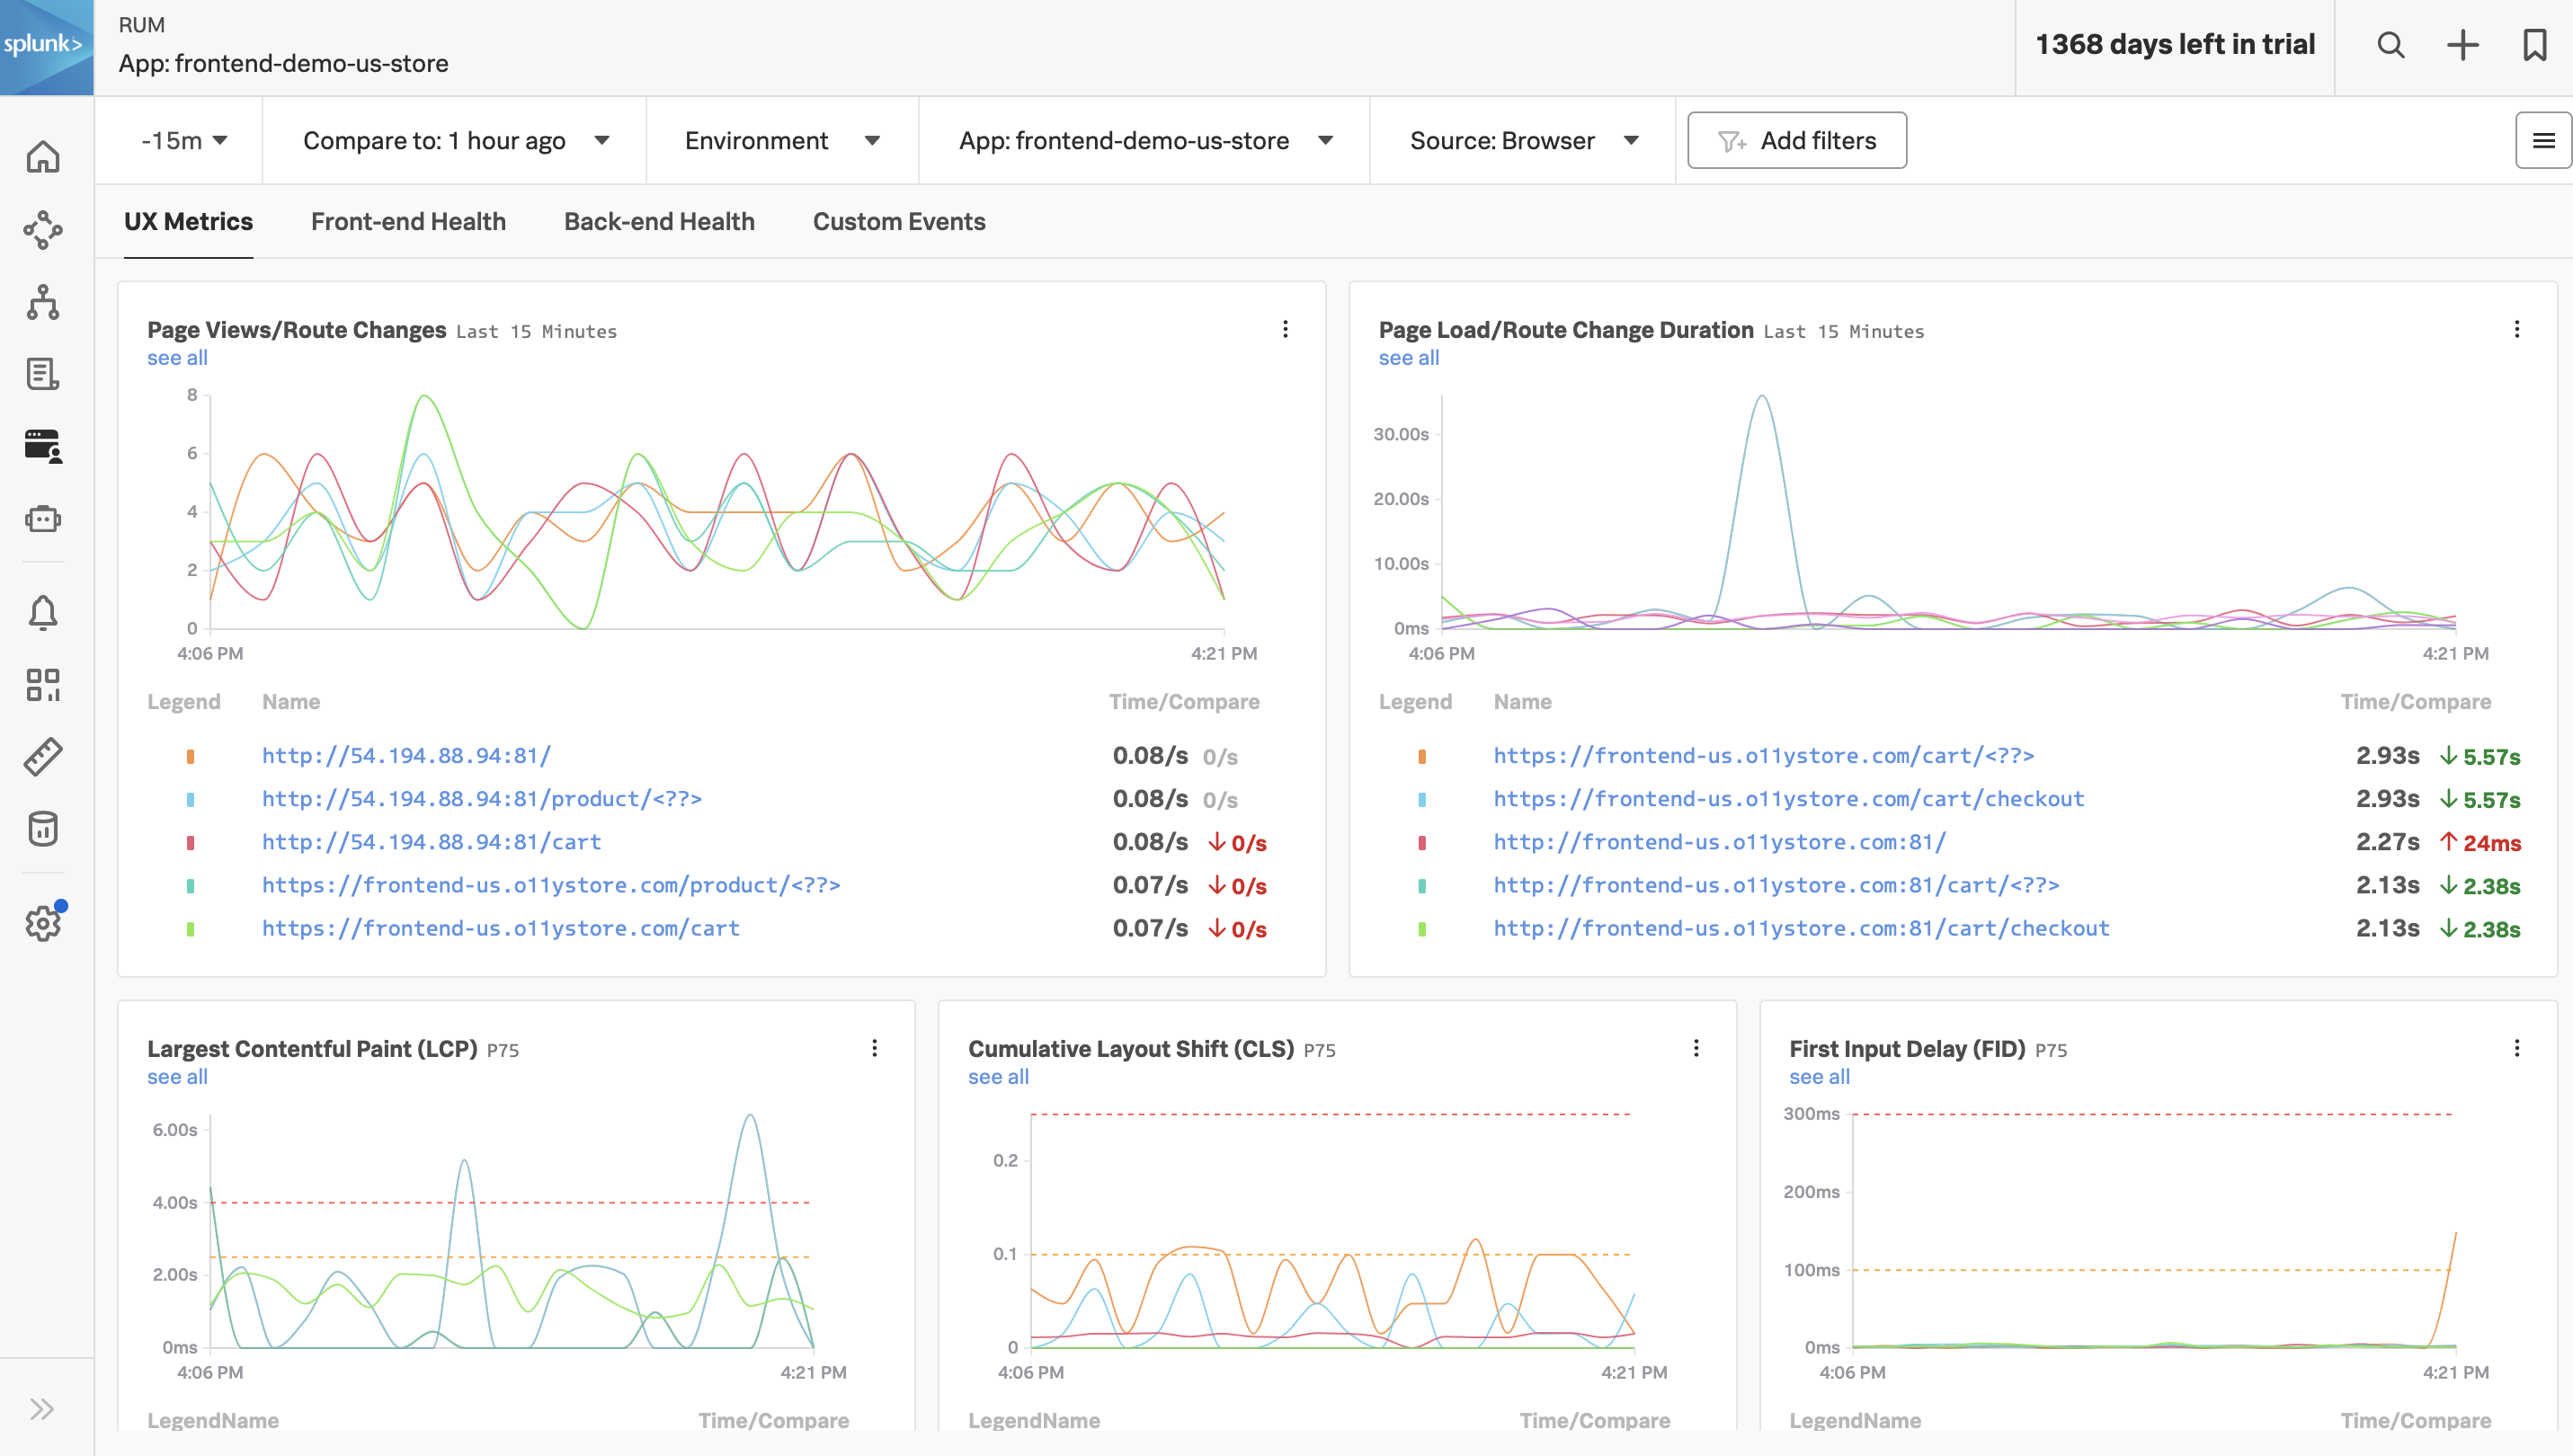 splunk>
RUM
App: frontend-demo-us-store
1368 days left in trial
-15m
Compare to: 1 hour ago
Environment
App: frontend-demo-us-store
Source: Browser
Add filters
UX Metrics
Front-end Health
Back-end Health
Custom Events
Page Views/Route Changes Last 15 Minutes
see all
8
6
4
2
0
4:06 PM
4:21 PM
Legend Name Time/Compare
http://54.194.88.94:81/ 0.08/s 0/s
http://54.194.88.94:81/product/<??> 0.08/s 0/s
http://54.194.88.94:81/cart 0.08/s ↓0/s
https://frontend-us.o11ystore.com/product/<??> 0.07/s ↓0/s
https://frontend-us.o11ystore.com/cart 0.07/s ↓0/s
Page Load/Route Change Duration Last 15 Minutes
see all
30.00s
20.00s
10.00s
0ms
4:06 PM
4:21 PM
Legend Name Time/Compare
https://frontend-us.o11ystore.com/cart/<??> 2.93s ↓5.57s
https://frontend-us.o11ystore.com/cart/checkout 2.93s ↓5.57s
http://frontend-us.o11ystore.com:81/ 2.27s ↑24ms
http://frontend-us.o11ystore.com:81/cart/<??> 2.13s ↓2.38s
http://frontend-us.o11ystore.com:81/cart/checkout 2.13s ↓2.38s
Largest Contentful Paint (LCP) P75
see all
6.00s
4.00s
2.00s
0ms
4:06 PM
4:21 PM
LegendName Time/Compare
Cumulative Layout Shift (CLS) P75
see all
0.2
0.1
0
4:06 PM
4:21 PM
LegendName Time/Compare
First Input Delay (FID) P75
see all
300ms
200ms
100ms
0ms
4:06 PM
4:21 PM
LegendName Time/Compare